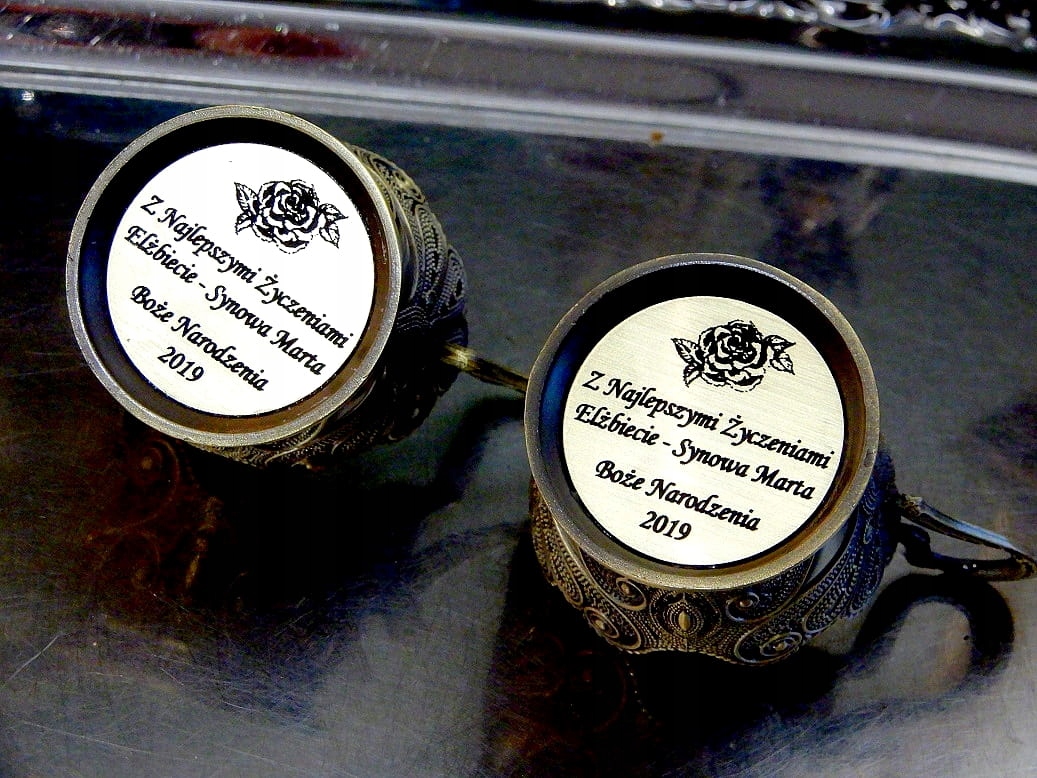 Z Najlepszymi Życzeniami
Elżbiecie - Synowa Marta
Boże Narodzenia
2019
Z Najlepszymi Życzeniami
Elżbiecie - Synowa Marta
Boże Narodzenia
2019